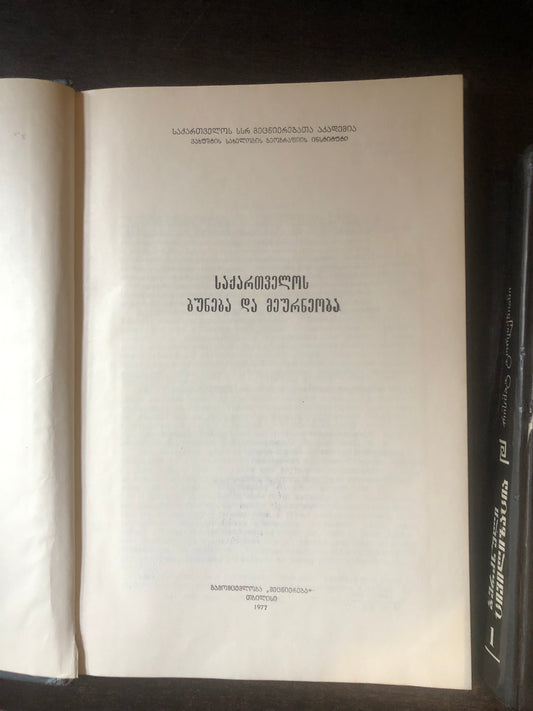 საქართველოს სსრ მეცნიერებათა აკადემია
ვახუშტის სახელობის გეოგრაფიის ინსტიტუტი
საქართველოს
ბუნება და მეურნეობა
გამომცემლობა „მეცნიერება“
თბილისი
1977